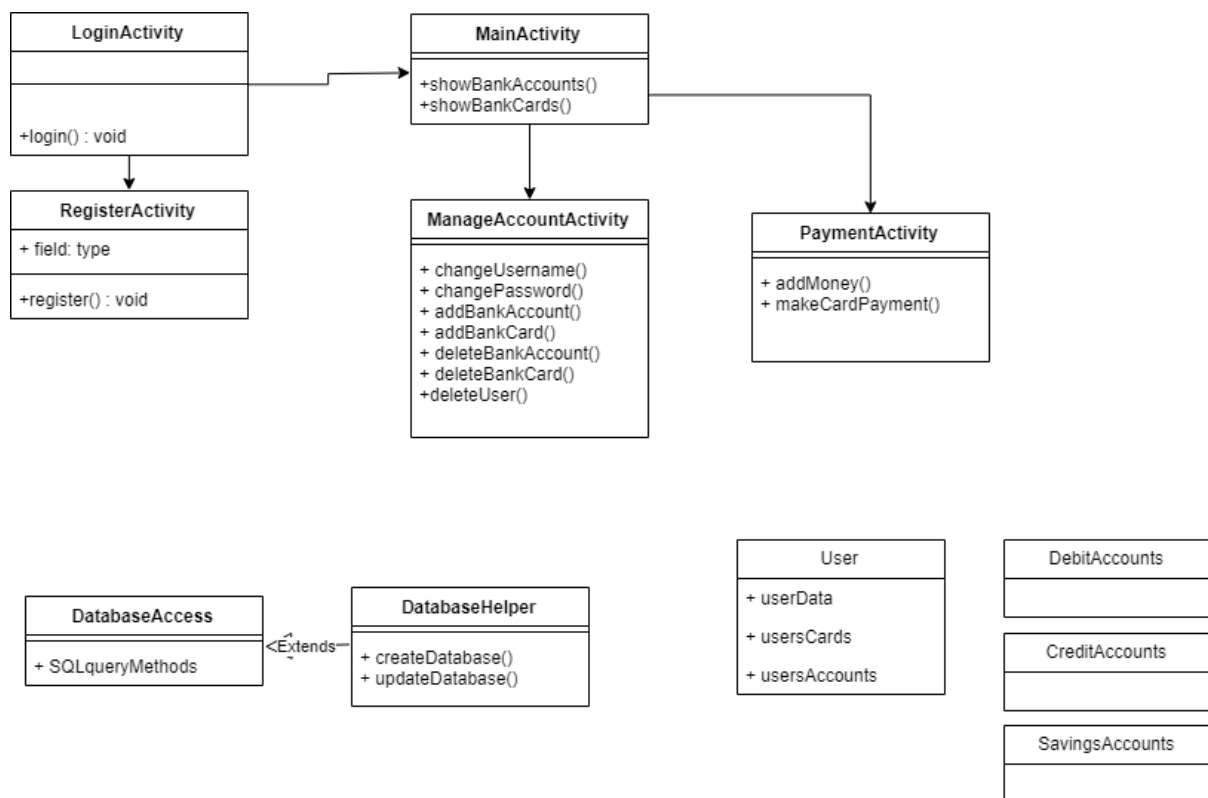 LoginActivity
+login() : void
RegisterActivity
+ field: type
+register() : void
MainActivity
+showBankAccounts()
+showBankCards()
ManageAccountActivity
+ changeUsername()
+ changePassword()
+ addBankAccount()
+ addBankCard()
+ deleteBankAccount()
+ deleteBankCard()
+deleteUser()
PaymentActivity
+ addMoney()
+ makeCardPayment()
DatabaseAccess
+ SQLqueryMethods
Extends
DatabaseHelper
+ createDatabase()
+ updateDatabase()
User
+ userData
+ usersCards
+ usersAccounts
DebitAccounts
CreditAccounts
SavingsAccounts